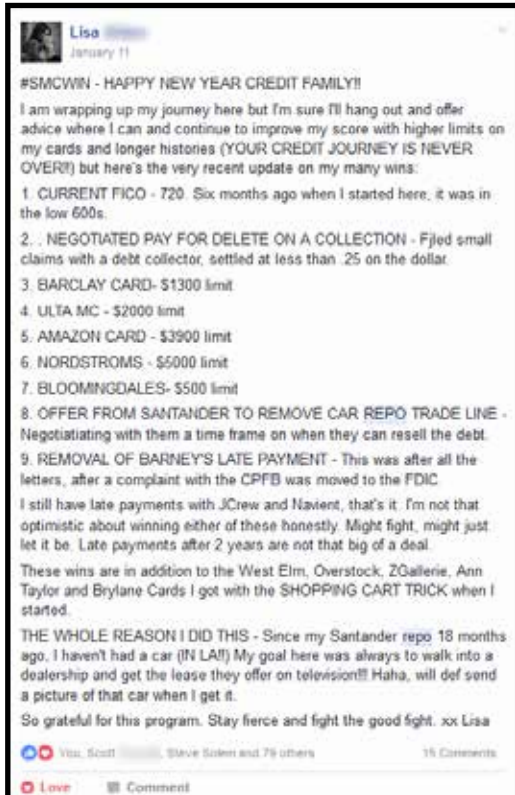 Lisa
January 11
#SMCWIN - HAPPY NEW YEAR CREDIT FAMILY!!
I am wrapping up my journey here but I'm sure I'll hang out and offer
advice where I can and continue to improve my score with higher limits on
my cards and longer histories (YOUR CREDIT JOURNEY IS NEVER
OVER!!) but here's the very recent update on my many wins:
1. CURRENT FICO - 720. Six months ago when I started here, it was in
the low 600s.
2. . NEGOTIATED PAY FOR DELETE ON A COLLECTION - Fjled small
claims with a debt collector, settled at less than .25 on the dollar.
3. BARCLAY CARD- $1300 limit
4. ULTA MC - $2000 limit
5. AMAZON CARD - $3900 limit
6. NORDSTROMS - $5000 limit
7. BLOOMINGDALES- $500 limit
8. OFFER FROM SANTANDER TO REMOVE CAR REPO TRADE LINE -
Negotiatiating with them a time frame on when they can resell the debt.
9. REMOVAL OF BARNEY'S LATE PAYMENT - This was after all the
letters, after a complaint with the CPFB was moved to the FDIC.
I still have late payments with JCrew and Navient, that's it. I'm not that
optimistic about winning either of these honestly. Might fight, might just
let it be. Late payments after 2 years are not that big of a deal.
These wins are in addition to the West Elm, Overstock, ZGallerie, Ann
Taylor and Brylane Cards I got with the SHOPPING CART TRICK when I
started.
THE WHOLE REASON I DID THIS - Since my Santander repo 18 months
ago, I haven't had a car (IN LA!!) My goal here was always to walk into a
dealership and get the lease they offer on television!!! Haha, will def send
a picture of that car when I get it.
So grateful for this program. Stay fierce and fight the good fight. xx Lisa
You, Scott , Steve and 79 others
15 Comments
Love
Comment